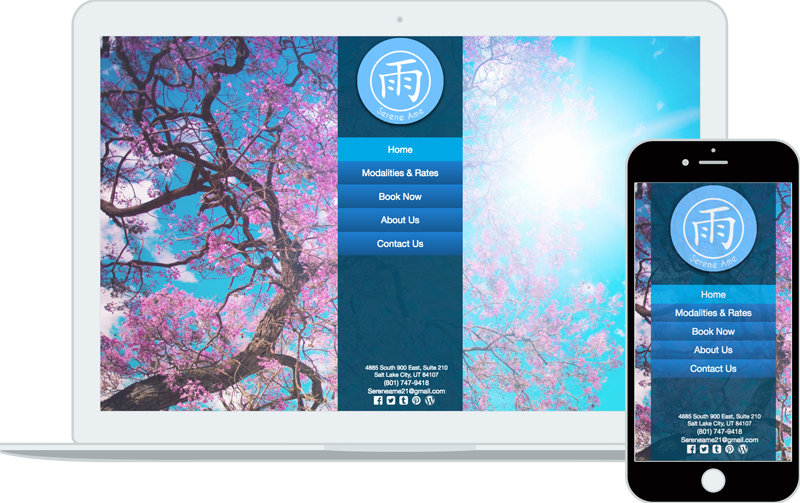 雨
Serene Ame
Home
Modalities & Rates
Book Now
About Us
Contact Us
4885 South 900 East, Suite 210
Salt Lake City, UT 84107
(801) 747-9418
Sereneame21@gmail.com
雨
Serene Ame
Home
Modalities & Rates
Book Now
About Us
Contact Us
4885 South 900 East, Suite 210
Salt Lake City, UT 84107
(801) 747-9418
Sereneame21@gmail.com